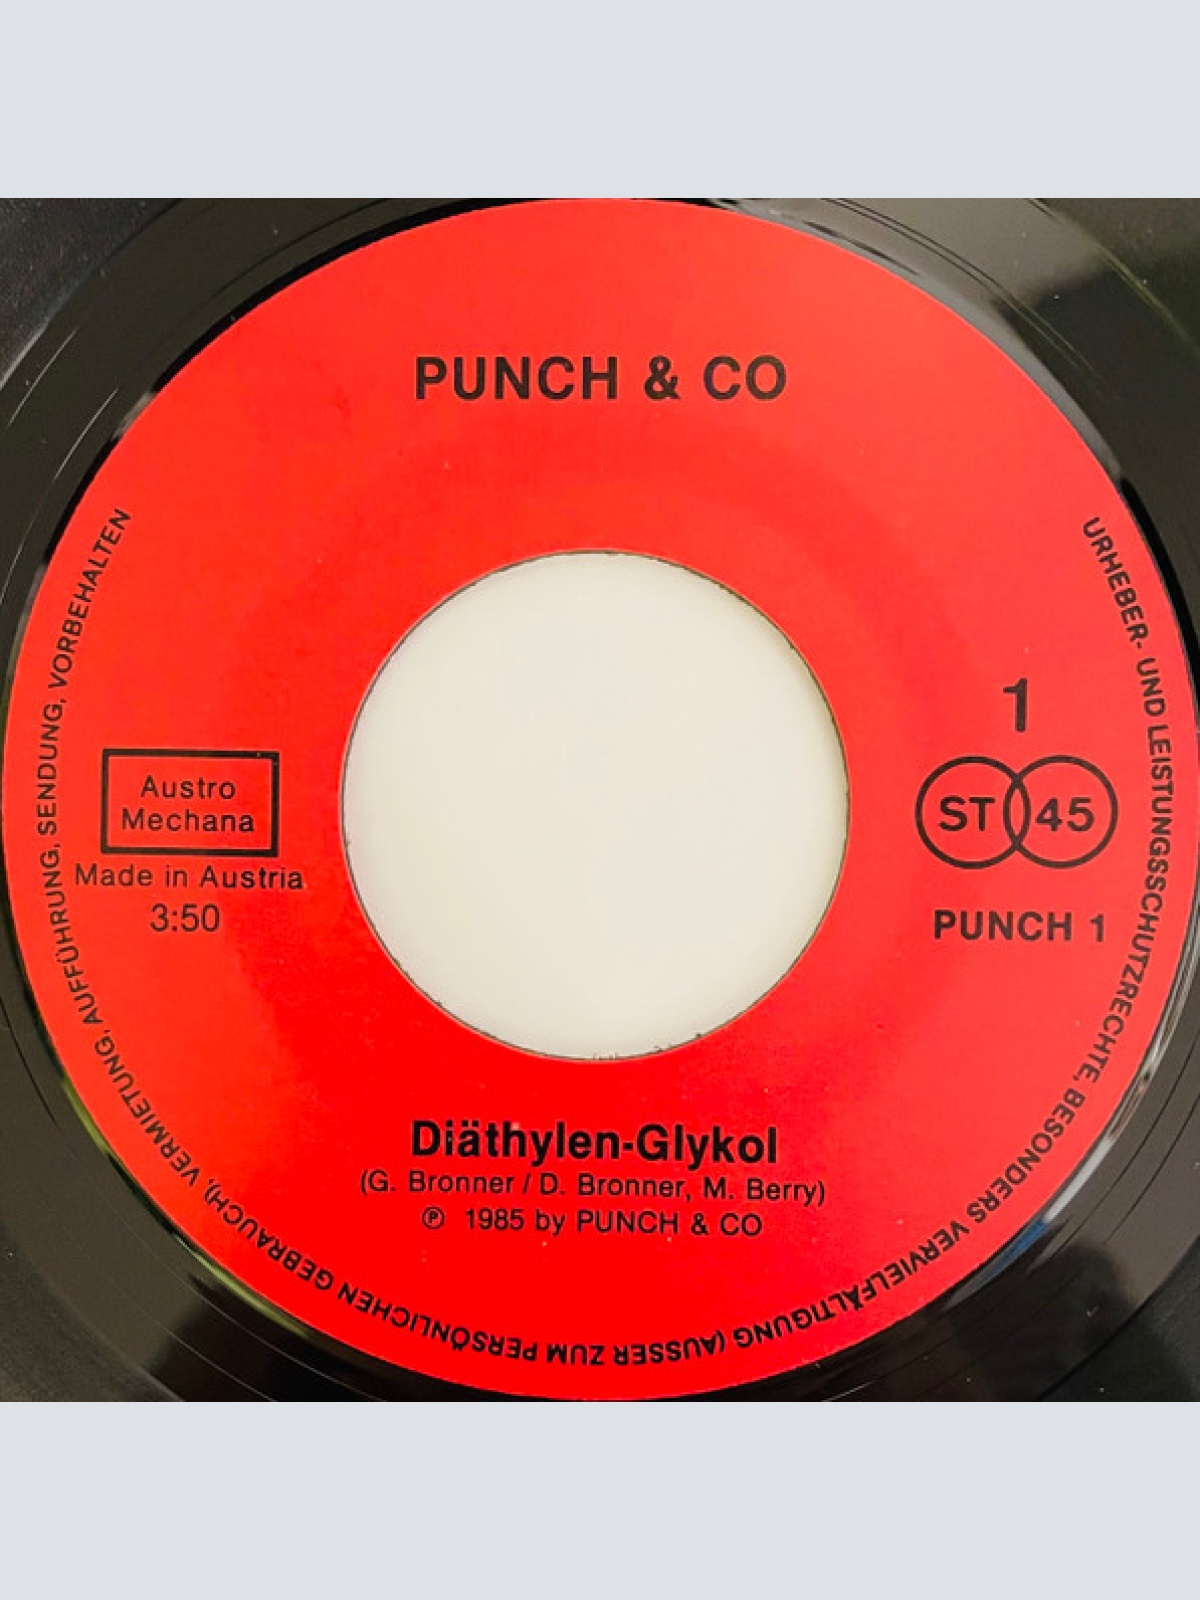 PUNCH & CO
1
ST 45
PUNCH 1
Austro
Mechana
Made in Austria
3:50
Diäthylen-Glykol
(G. Bronner / D. Bronner, M. Berry)
℗ 1985 by PUNCH & CO
URHEBER- UND LEISTUNGSSCHUTZRECHTE, BESONDERS VERVIELFÄLTIGUNG (AUSSER ZUM PERSÖNLICHEN GEBRAUCH), VERMIETUNG, AUFFÜHRUNG, SENDUNG, VORBEHALTEN